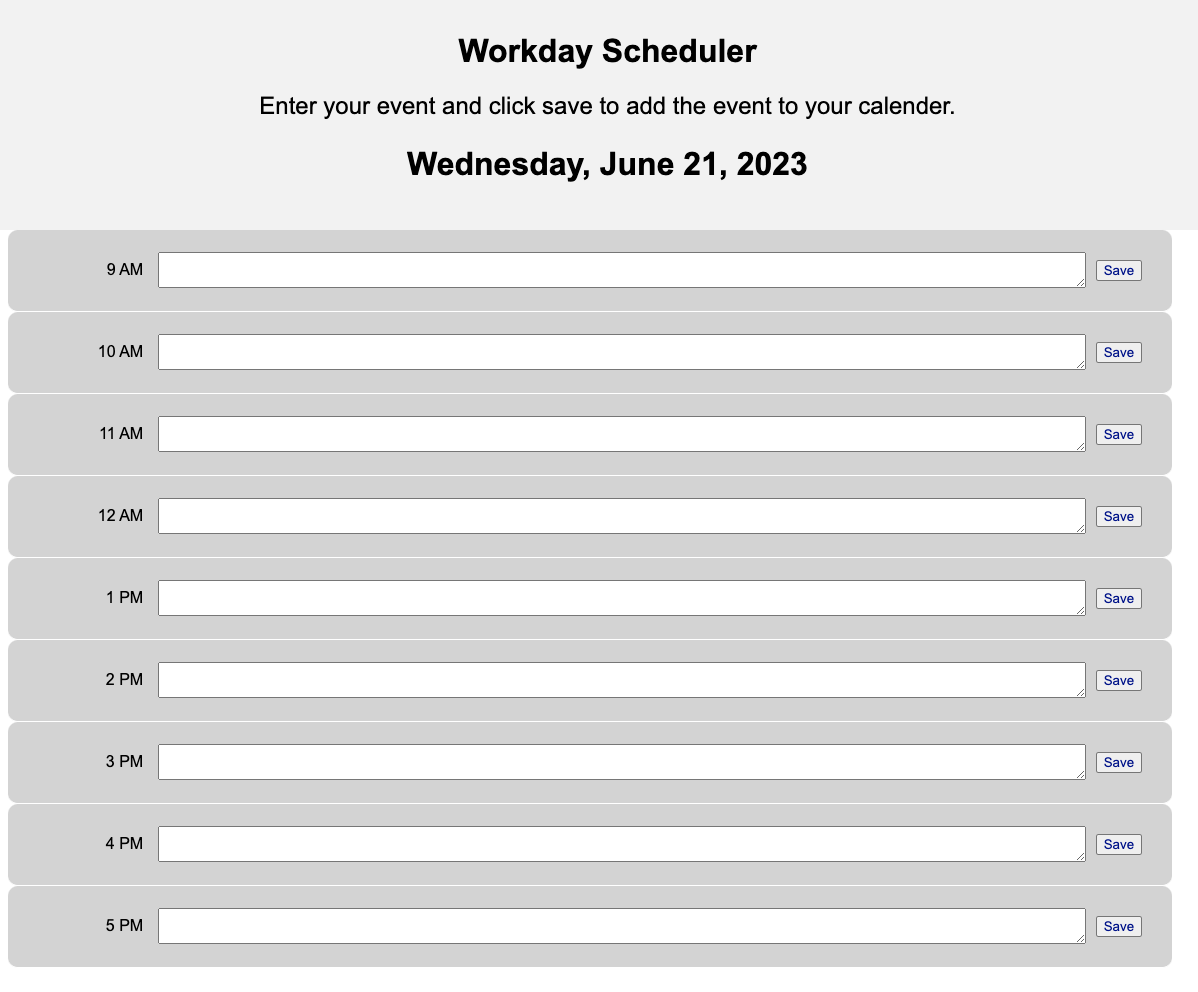 Workday Scheduler
Enter your event and click save to add the event to your calender.
Wednesday, June 21, 2023
9 AM Save
10 AM Save
11 AM Save
12 AM Save
1 PM Save
2 PM Save
3 PM Save
4 PM Save
5 PM Save